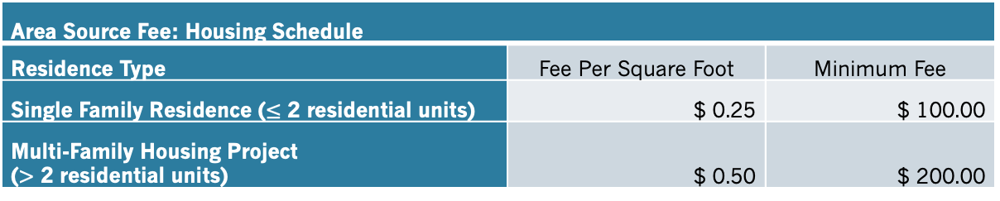 Area Source Fee: Housing Schedule
Residence Type Fee Per Square Foot Minimum Fee
Single Family Residence (≤ 2 residential units) $ 0.25 $ 100.00
Multi-Family Housing Project
(> 2 residential units) $ 0.50 $ 200.00